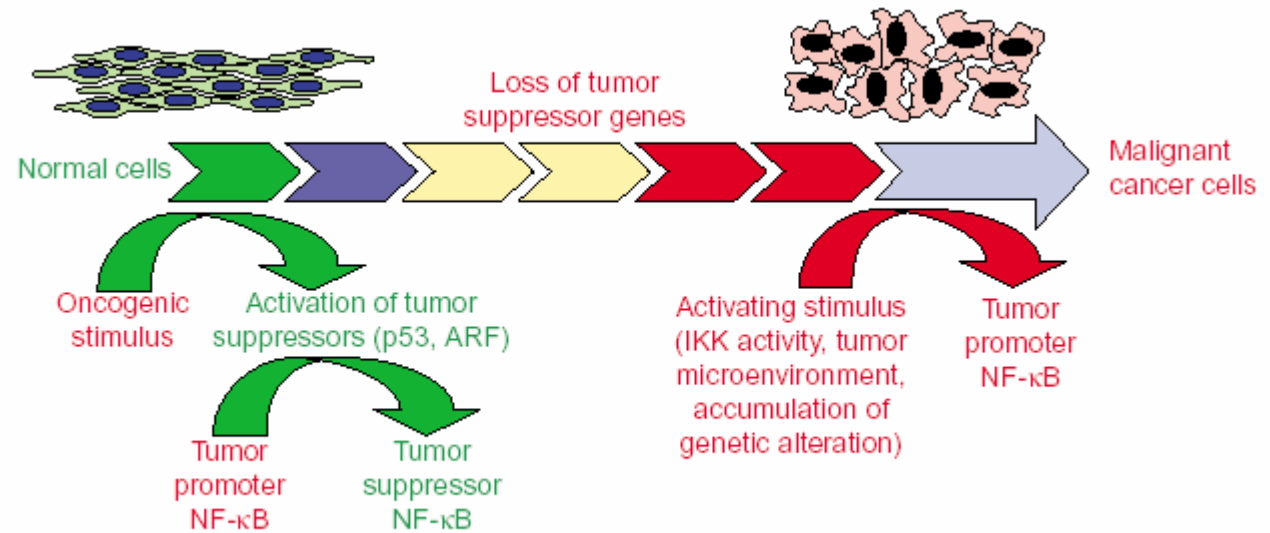 Loss of tumor
suppressor genes
Normal cells
Malignant
cancer cells
Oncogenic
stimulus
Activation of tumor
suppressors (p53, ARF)
Activating stimulus
(IKK activity, tumor
microenvironment,
accumulation of
genetic alteration)
Tumor
promoter
NF-κB
Tumor
promoter
NF-κB
Tumor
suppressor
NF-κB